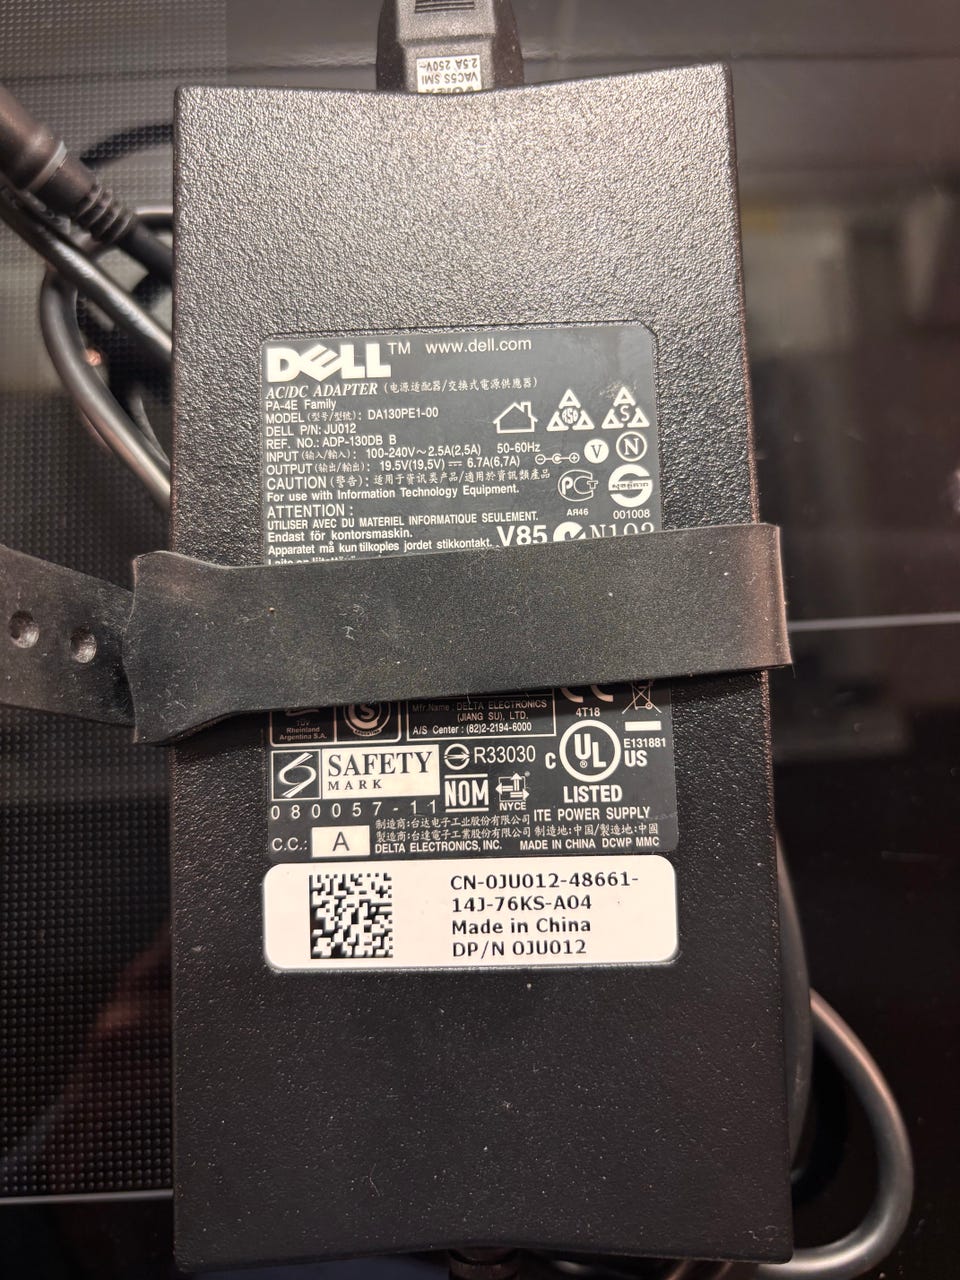 VAC5S SMI
2.5A 250V~
DELL™ www.dell.com
AC/DC ADAPTER (电源适配器/交換式電源供應器)
PA-4E Family
MODEL (型号/型號): DA130PE1-00
DELL P/N: JU012
REF. NO.: ADP-130DB B
INPUT (输入/輸入): 100-240V~2.5A(2,5A) 50-60Hz
OUTPUT (输出/輸出): 19.5V(19,5V) ⎓ 6.7A(6,7A)
CAUTION (警告): 适用于资讯类产品/適用於資訊類產品
For use with Information Technology Equipment.
ATTENTION :
UTILISER AVEC DU MATERIEL INFORMATIQUE SEULEMENT.
Endast för kontorsmaskin.
Apparatet må kun tilkoples jordet stikkontakt.
S
V
N
PCT
АЯ46
001008
V85 N102
TÜV
Rheinland
Argentina S.A.
S
Mfr.Name : DELTA ELECTRONICS
(JIANG SU), LTD.
A/S Center : (82)2-2194-6000
CE
4T18
SAFETY
MARK
080057-11
R33030
NOM
NYCE
C UL US
E131881
LISTED
ITE POWER SUPPLY
C.C.: A
制造商:台达电子工业股份有限公司
製造商:台達電子工業股份有限公司 制造地:中国/製造地:中國
DELTA ELECTRONICS, INC. MADE IN CHINA DCWP MMC
CN-0JU012-48661-
14J-76KS-A04
Made in China
DP/N 0JU012